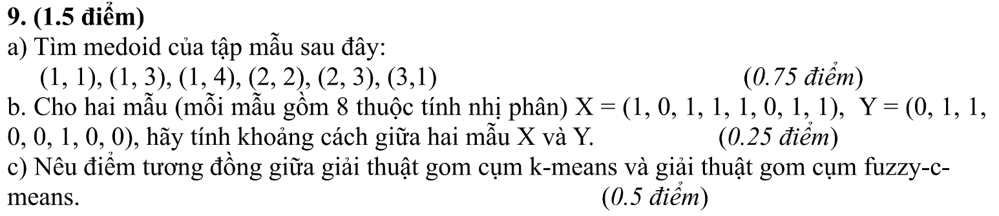 9. (1.5 điểm)
a) Tìm medoid của tập mẫu sau đây:
(1, 1), (1, 3), (1, 4), (2, 2), (2, 3), (3,1) (0.75 điểm)
b. Cho hai mẫu (mỗi mẫu gồm 8 thuộc tính nhị phân) X = (1, 0, 1, 1, 1, 0, 1, 1), Y = (0, 1, 1,
0, 0, 1, 0, 0), hãy tính khoảng cách giữa hai mẫu X và Y. (0.25 điểm)
c) Nêu điểm tương đồng giữa giải thuật gom cụm k-means và giải thuật gom cụm fuzzy-c-
means. (0.5 điểm)